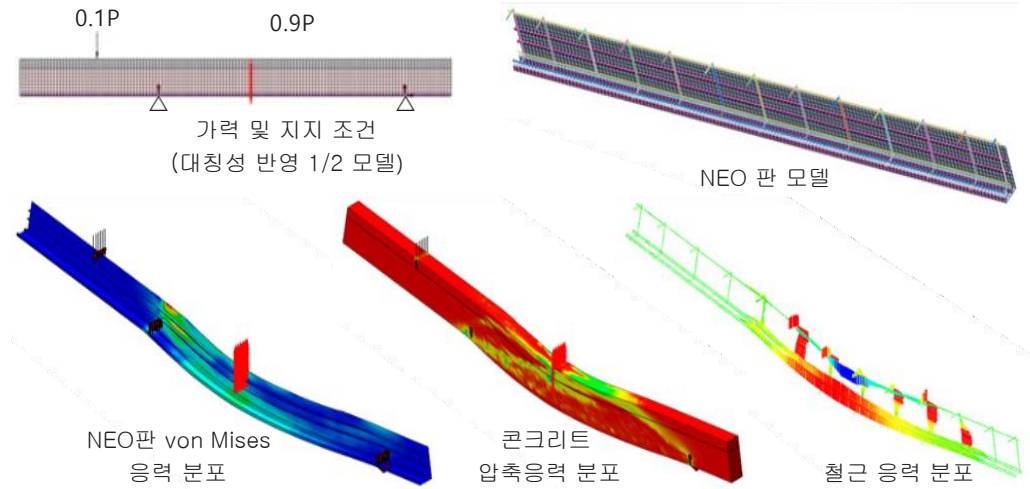 0.1P
0.9P
가력 및 지지 조건
(대칭성 반영 1/2 모델)
NEO 판 모델
NEO판 von Mises
응력 분포
콘크리트
압축응력 분포
철근 응력 분포